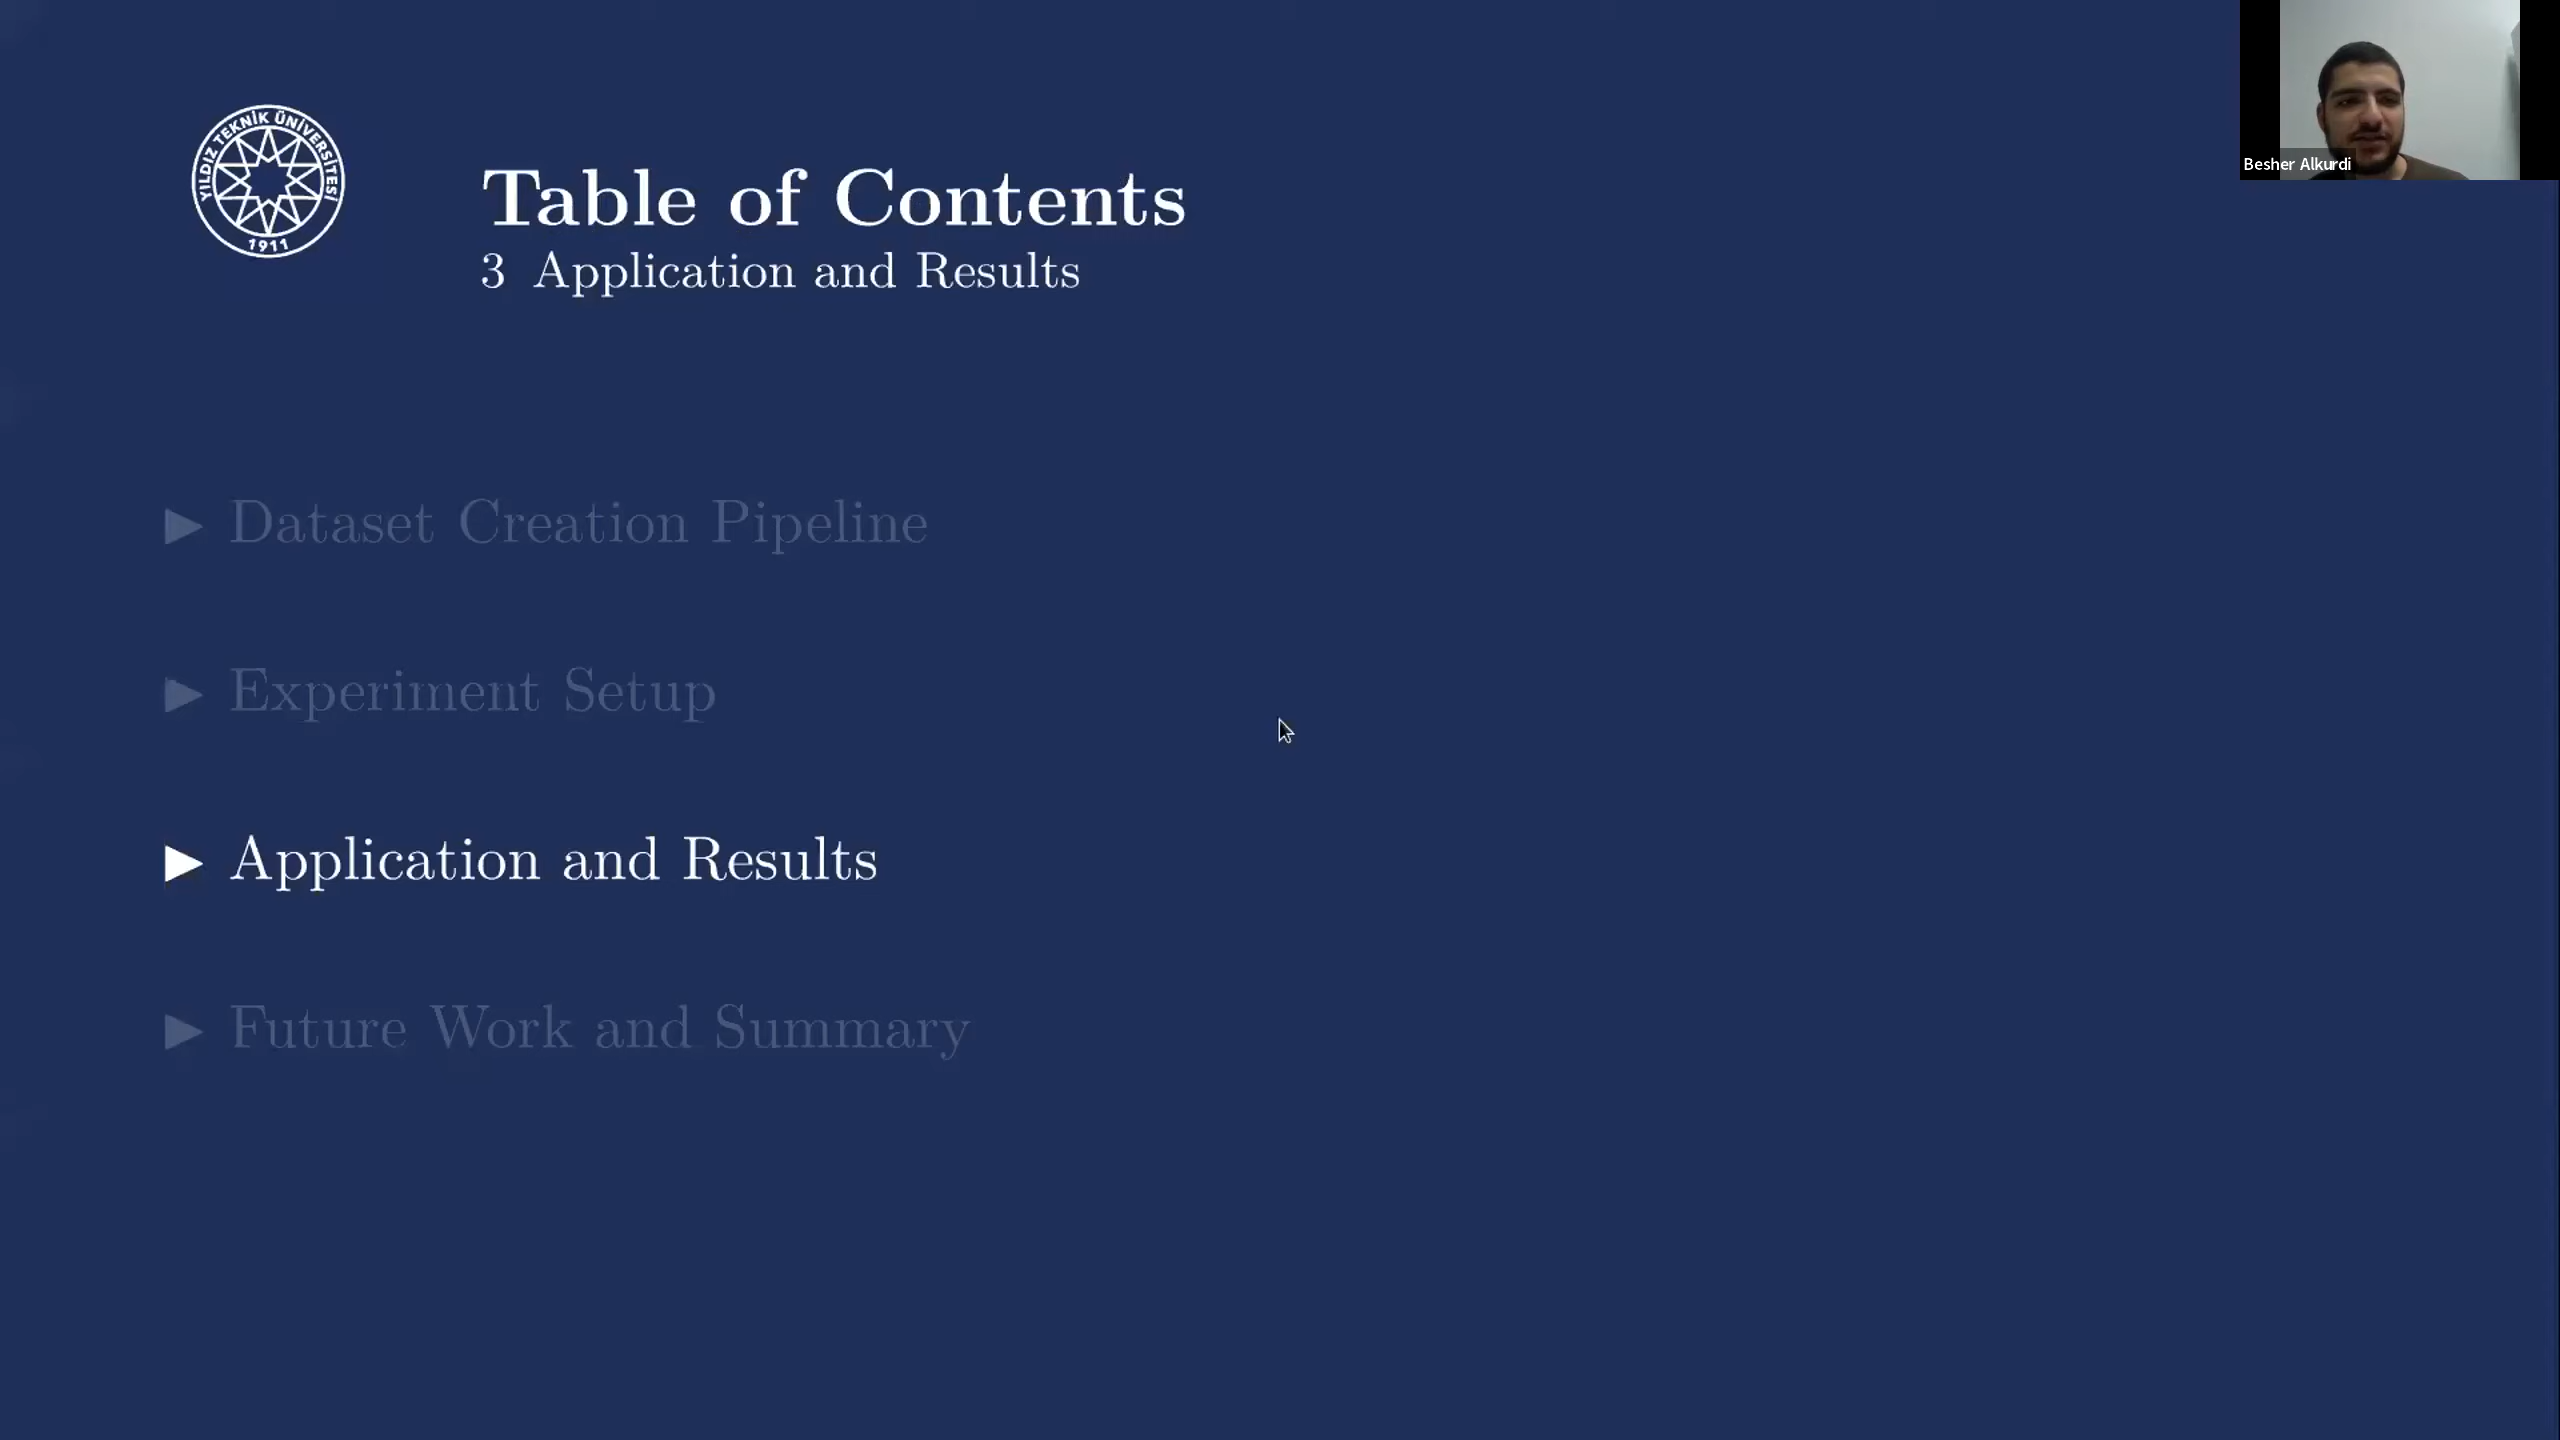 YILDIZ TEKNİK ÜNİVERSİTESİ
1911
Table of Contents
3 Application and Results
Besher Alkurdi
▶ Dataset Creation Pipeline
▶ Experiment Setup
▶ Application and Results
▶ Future Work and Summary